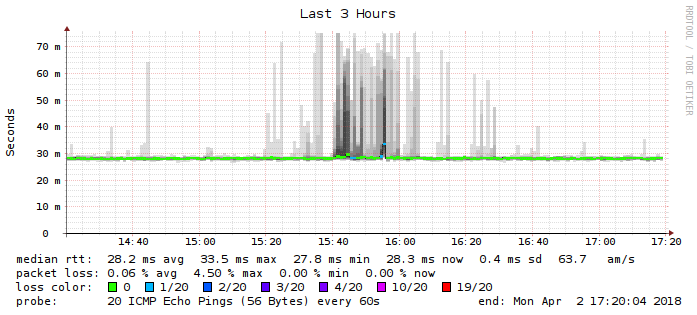 Last 3 Hours
RRDTOOL / TOBI OETIKER
Seconds
70 m
60 m
50 m
40 m
30 m
20 m
10 m
0
14:40 15:00 15:20 15:40 16:00 16:20 16:40 17:00 17:20
median rtt: 28.2 ms avg 33.5 ms max 27.8 ms min 28.3 ms now 0.4 ms sd 63.7 am/s
packet loss: 0.06 % avg 4.50 % max 0.00 % min 0.00 % now
loss color: 0 1/20 2/20 3/20 4/20 10/20 19/20
probe: 20 ICMP Echo Pings (56 Bytes) every 60s end: Mon Apr 2 17:20:04 2018